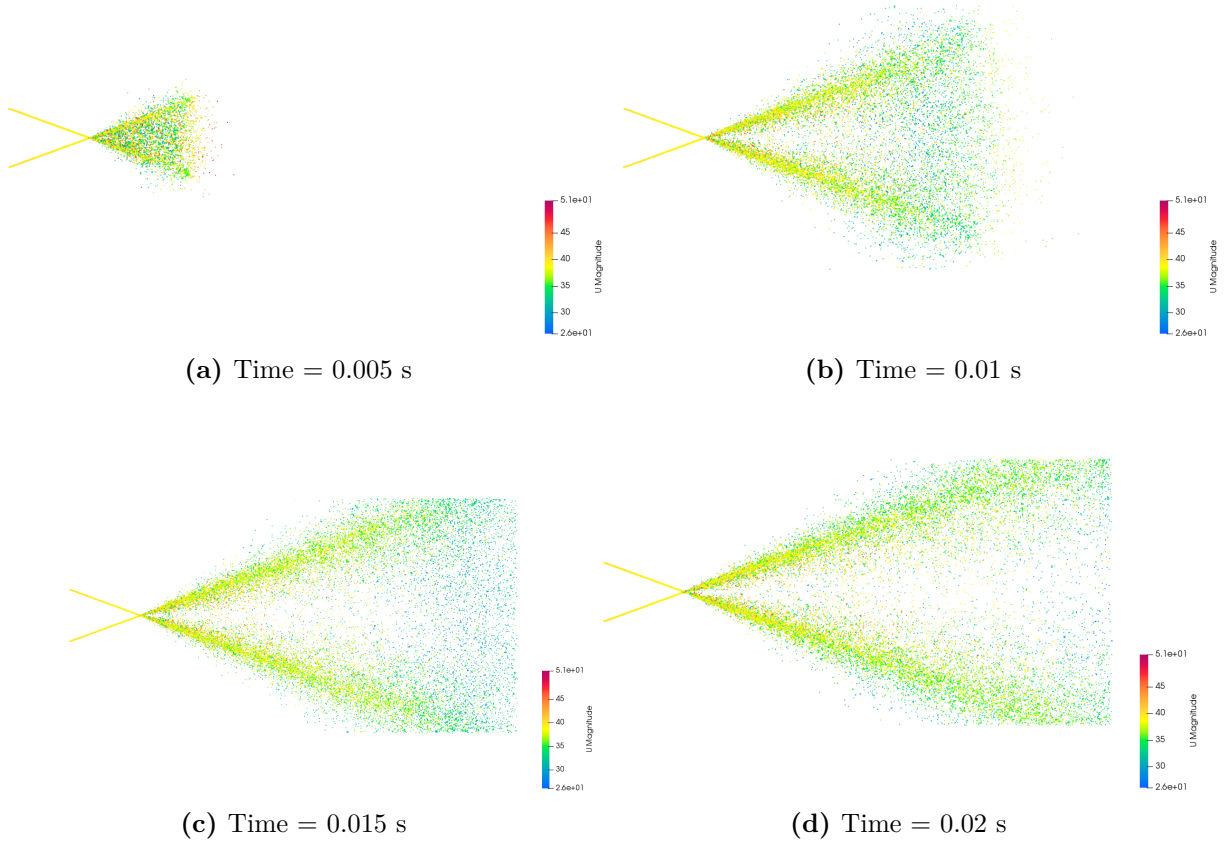 5.1e+01
45
40
35
30
2.6e+01
U Magnitude
5.1e+01
45
40
35
30
2.6e+01
U Magnitude
(a) Time = 0.005 s
(b) Time = 0.01 s
5.1e+01
45
40
35
30
2.6e+01
U Magnitude
5.1e+01
45
40
35
30
2.6e+01
U Magnitude
(c) Time = 0.015 s
(d) Time = 0.02 s